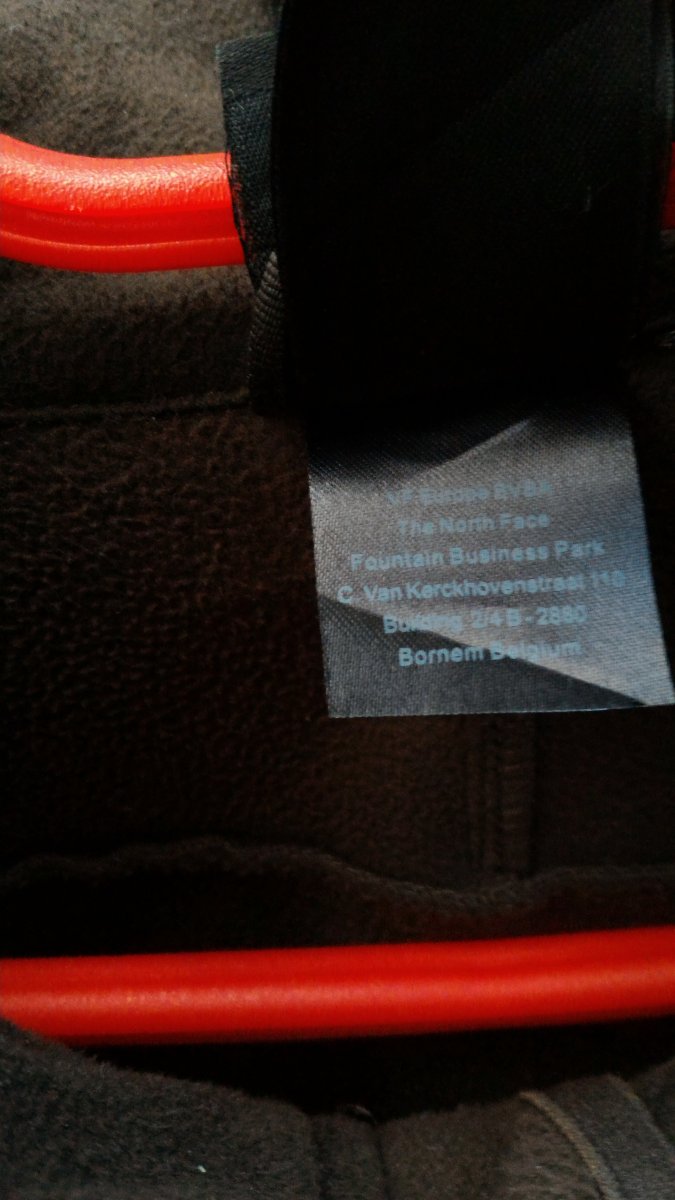 VF Europe BVBA
The North Face
Fountain Business Park
C. Van Kerckhovenstraat 110
Building 2/4 B-2880
Bornem Belgium